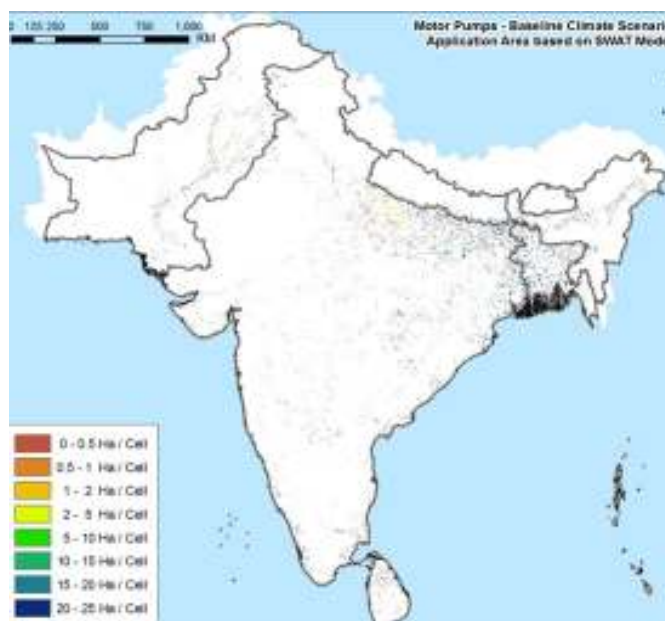 0 125 250 500 750 1,000
KM
Motor Pumps - Baseline Climate Scenari
Application Area based on SWAT Mode
0 - 0.5 Ha / Cell
0.5 - 1 Ha / Cell
1 - 2 Ha / Cell
2 - 5 Ha / Cell
5 - 10 Ha / Cell
10 - 15 Ha / Cell
15 - 20 Ha / Cell
20 - 25 Ha / Cell